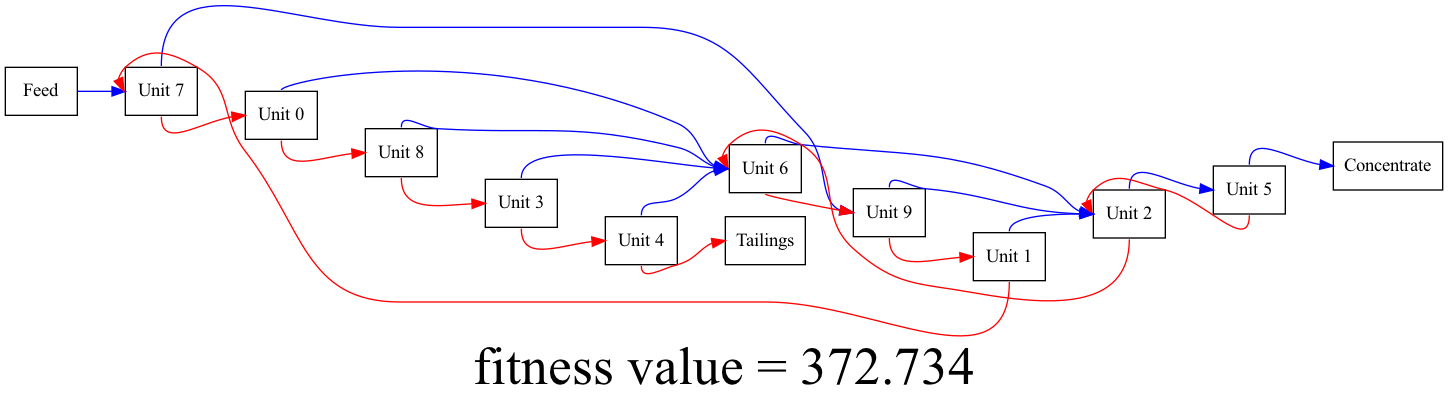 Feed
Unit 7
Unit 0
Unit 8
Unit 3
Unit 4
Unit 6
Tailings
Unit 9
Unit 1
Unit 2
Unit 5
Concentrate
fitness value = 372.734